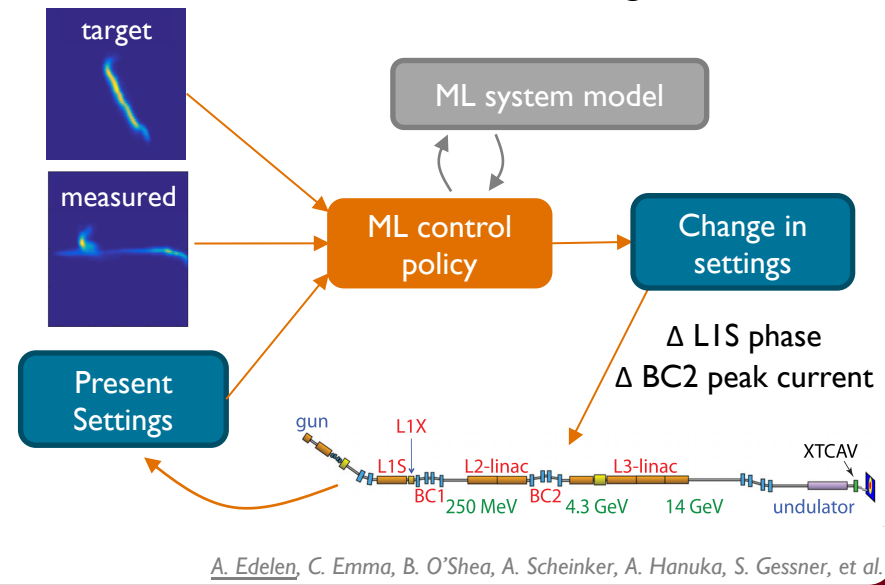 target
ML system model
measured
ML control
policy
Change in
settings
Δ L1S phase
Δ BC2 peak current
Present
Settings
gun
L1X
L1S
BC1
L2-linac
250 MeV
BC2
L3-linac
4.3 GeV
14 GeV
XTCAV
undulator
A. Edelen, C. Emma, B. O'Shea, A. Scheinker, A. Hanuka, S. Gessner, et al.